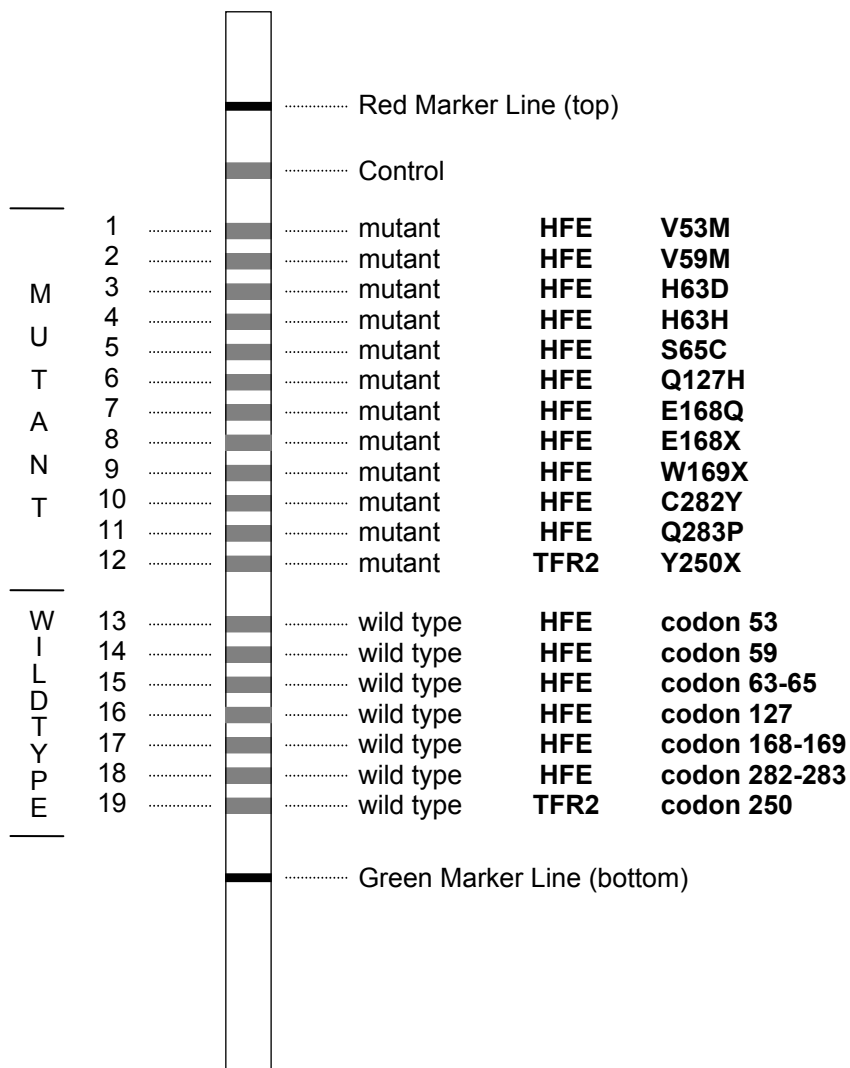 Red Marker Line (top)
Control
MUTANT
1 mutant HFE V53M
2 mutant HFE V59M
3 mutant HFE H63D
4 mutant HFE H63H
5 mutant HFE S65C
6 mutant HFE Q127H
7 mutant HFE E168Q
8 mutant HFE E168X
9 mutant HFE W169X
10 mutant HFE C282Y
11 mutant HFE Q283P
12 mutant TFR2 Y250X
WILDTYPE
13 wild type HFE codon 53
14 wild type HFE codon 59
15 wild type HFE codon 63-65
16 wild type HFE codon 127
17 wild type HFE codon 168-169
18 wild type HFE codon 282-283
19 wild type TFR2 codon 250
Green Marker Line (bottom)